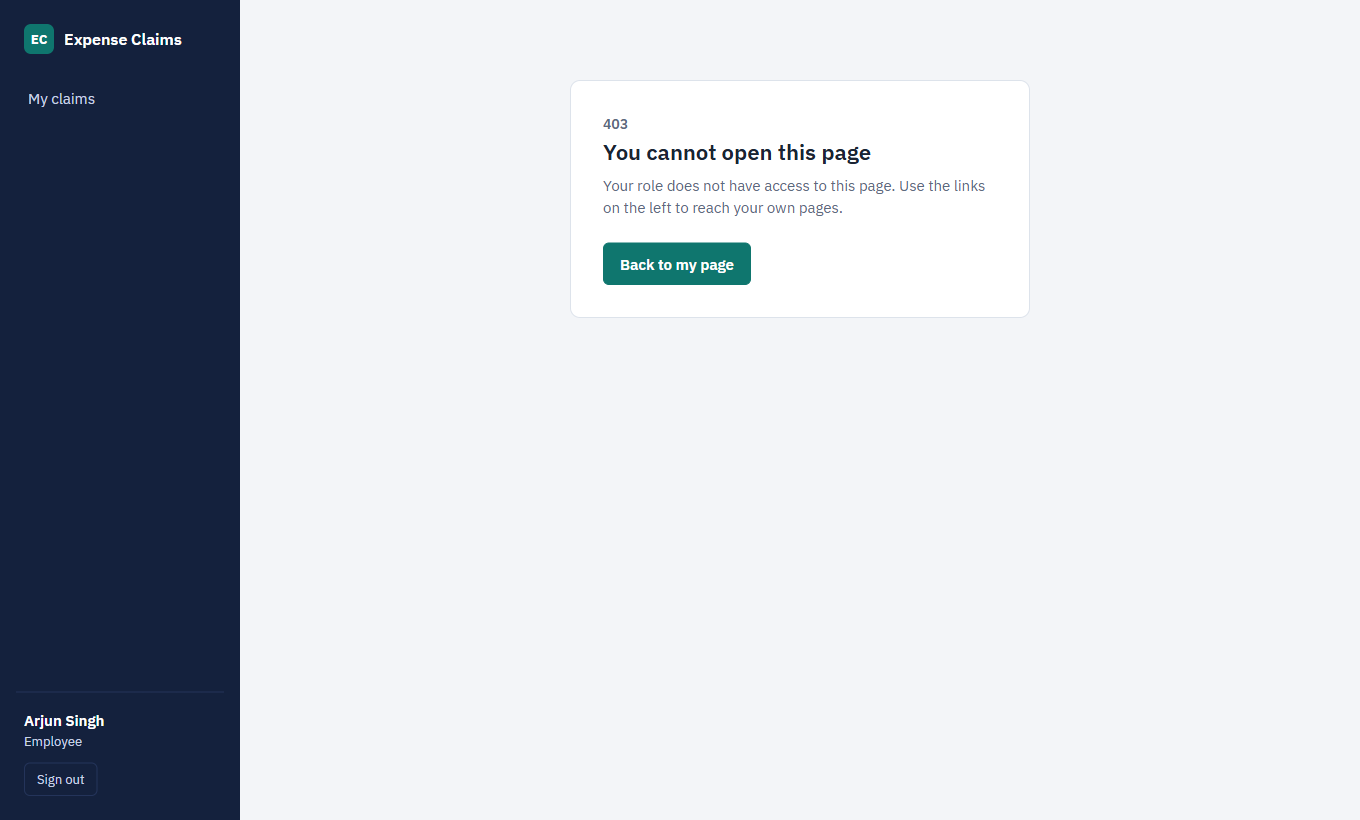 EC Expense Claims
My claims
403
You cannot open this page
Your role does not have access to this page. Use the links
on the left to reach your own pages.
Back to my page
Arjun Singh
Employee
Sign out